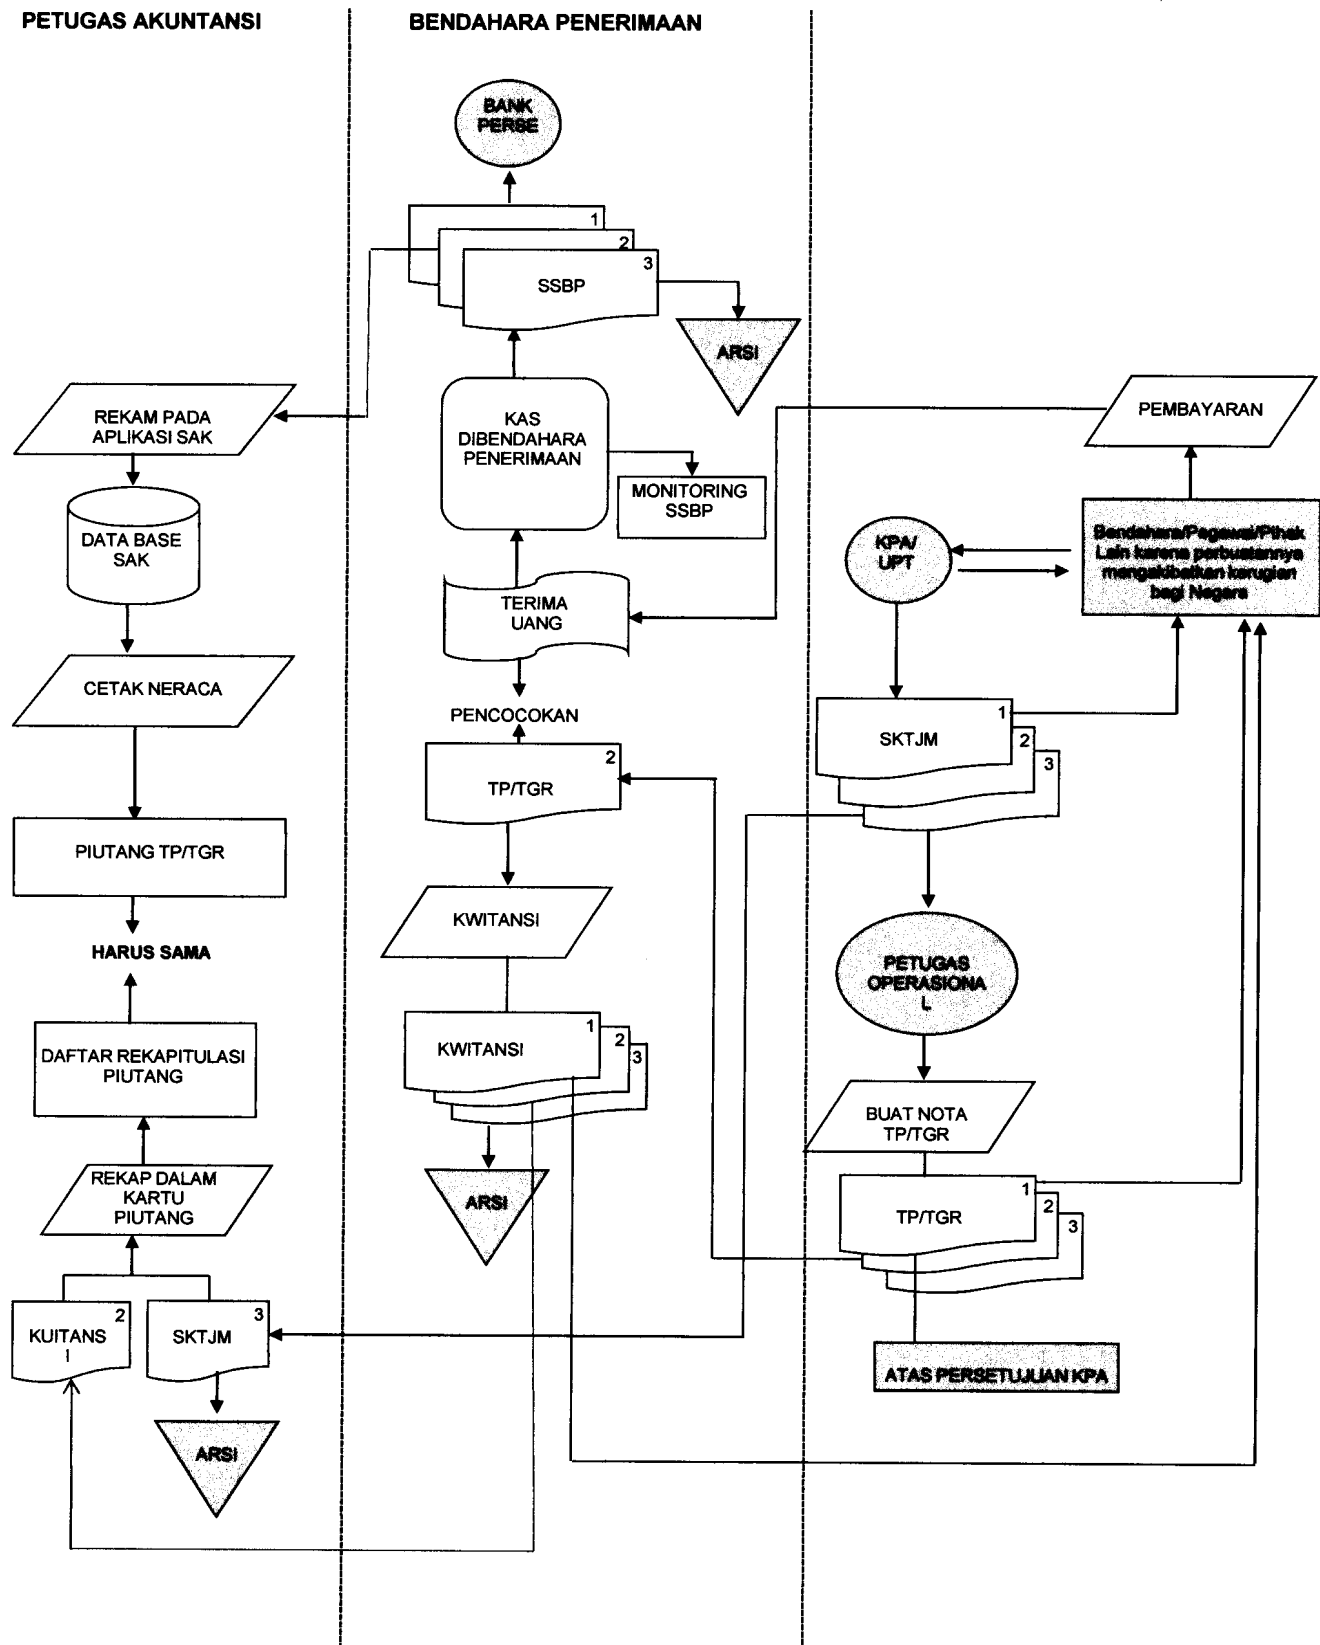 PETUGAS AKUNTANSI
REKAM PADA
APLIKASI SAK
DATA BASE
SAK
CETAK NERACA
PIUTANG TP/TGR
HARUS SAMA
DAFTAR REKAPITULASI
PIUTANG
REKAP DALAM
KARTU
PIUTANG
2
KUITANS
I
3
SKTJM
ARSI
BENDAHARA PENERIMAAN
BANK
PERSE
1
2
3
SSBP
ARSI
KAS
DIBENDAHARA
PENERIMAAN
MONITORING
SSBP
TERIMA
UANG
PENCOCOKAN
2
TP/TGR
KWITANSI
1
KWITANSI
2
3
ARSI
PEMBAYARAN
KPA/
UPT
Bendahara/Pegawai/Pihak
Lain karena perbuatannya
mengakibatkan kerugian
bagi Negara
1
SKTJM
2
3
PETUGAS
OPERASIONA
L
BUAT NOTA
TP/TGR
1
TP/TGR
2
3
ATAS PERSETUJUAN KPA